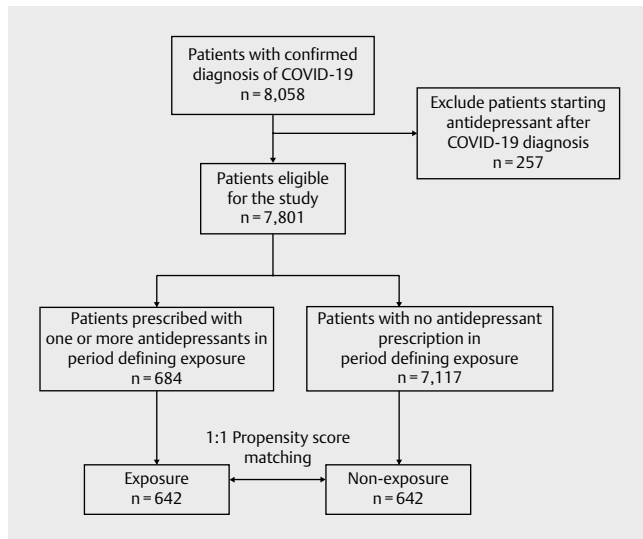 Patients with confirmed
diagnosis of COVID-19
n = 8,058
Exclude patients starting
antidepressant after
COVID-19 diagnosis
n = 257
Patients eligible
for the study
n = 7,801
Patients prescribed with
one or more antidepressants in
period defining exposure
n = 684
Patients with no antidepressant
prescription in
period defining exposure
n = 7,117
1:1 Propensity score
matching
Exposure
n = 642
Non-exposure
n = 642